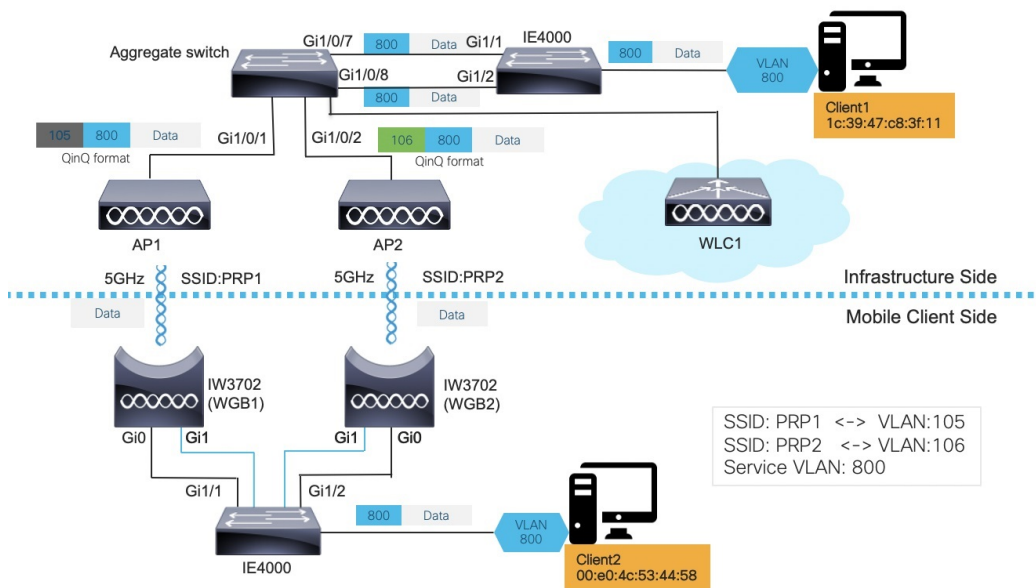 Aggregate switch
Gi1/0/7
800 Data
Gi1/1
IE4000
800 Data
VLAN
800
Gi1/0/8
Gi1/2
800 Data
Client1
1c:39:47:c8:3f:11
105 800 Data
QinQ format
Gi1/0/1
Gi1/0/2
106 800 Data
QinQ format
AP1
AP2
WLC1
5GHz
SSID:PRP1
5GHz
SSID:PRP2
Infrastructure Side
Data
Data
Mobile Client Side
IW3702
(WGB1)
IW3702
(WGB2)
Gi0
Gi1
Gi1
Gi0
SSID: PRP1 <-> VLAN:105
SSID: PRP2 <-> VLAN:106
Service VLAN: 800
Gi1/1
Gi1/2
800 Data
VLAN
800
IE4000
Client2
00:e0:4c:53:44:58